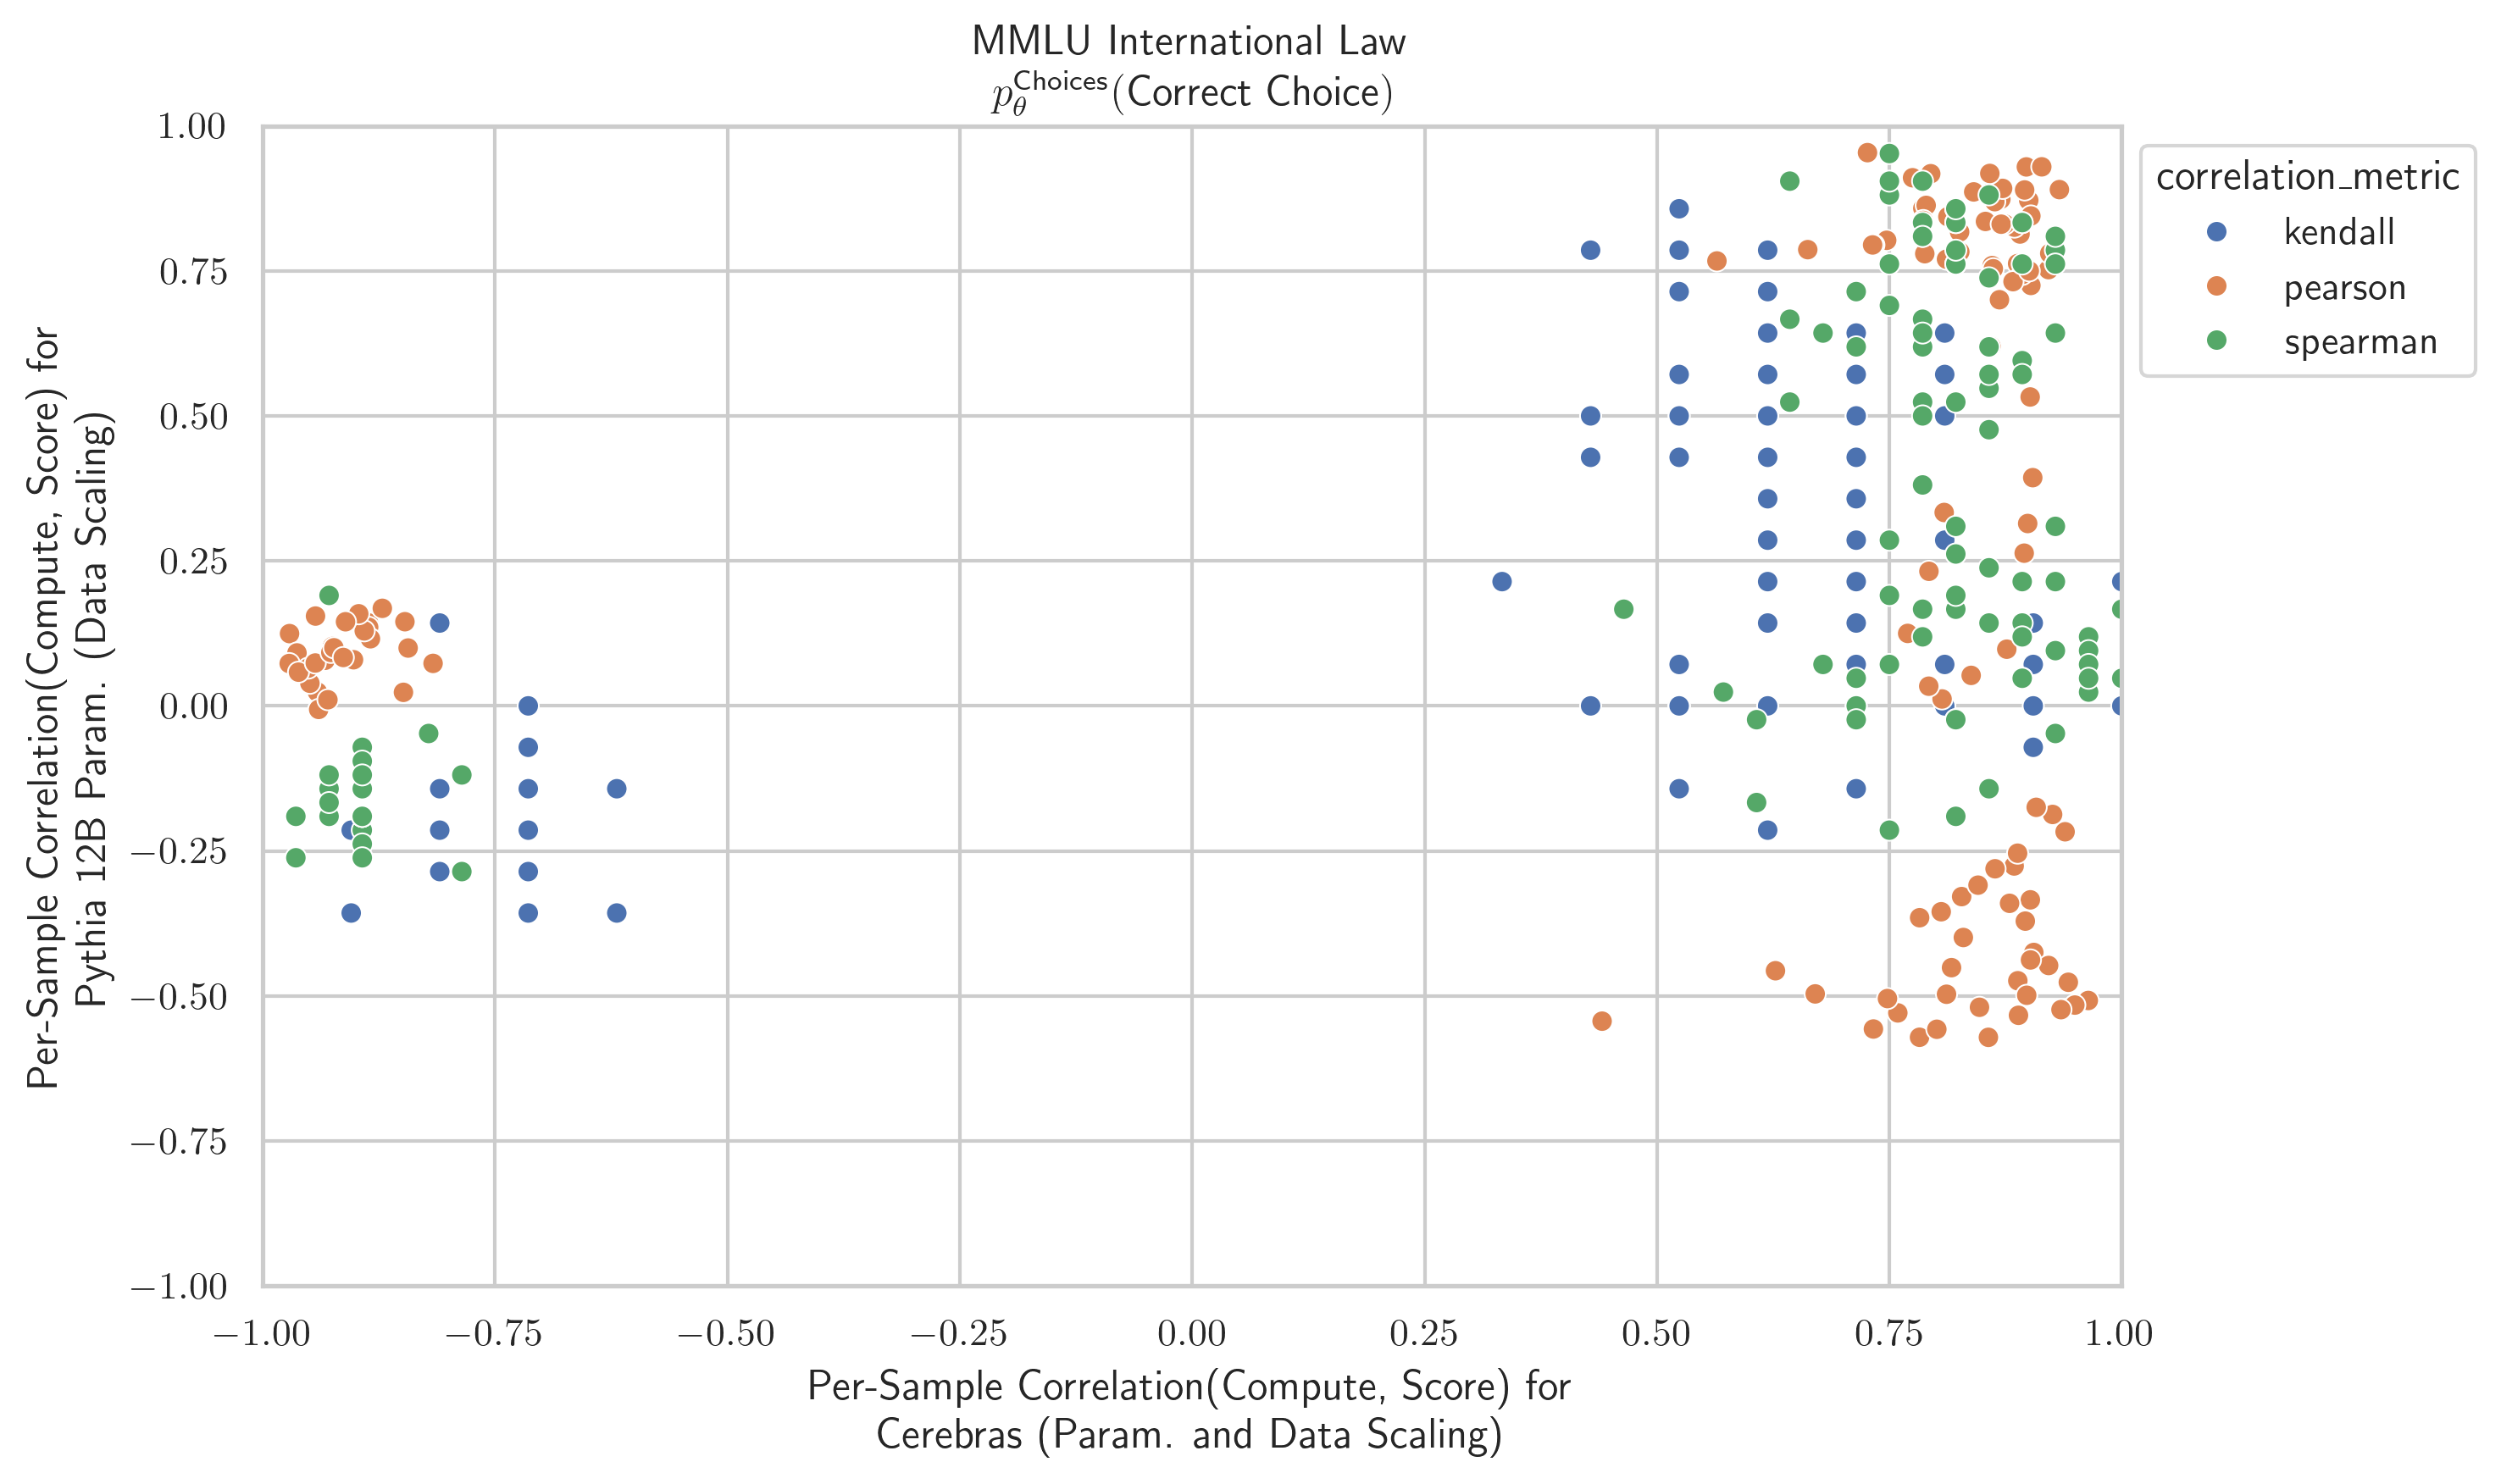 MMLU International Law
p_θ^Choices(Correct Choice)
1.00
0.75
0.50
0.25
0.00
−0.25
−0.50
−0.75
−1.00
Per-Sample Correlation(Compute, Score) for
Pythia 12B Param. (Data Scaling)
−1.00 −0.75 −0.50 −0.25 0.00 0.25 0.50 0.75 1.00
Per-Sample Correlation(Compute, Score) for
Cerebras (Param. and Data Scaling)
correlation_metric
kendall
pearson
spearman